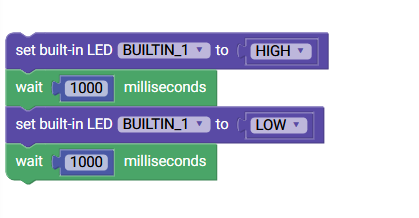 set built-in LED BUILTIN_1 to HIGH
wait 1000 milliseconds
set built-in LED BUILTIN_1 to LOW
wait 1000 milliseconds